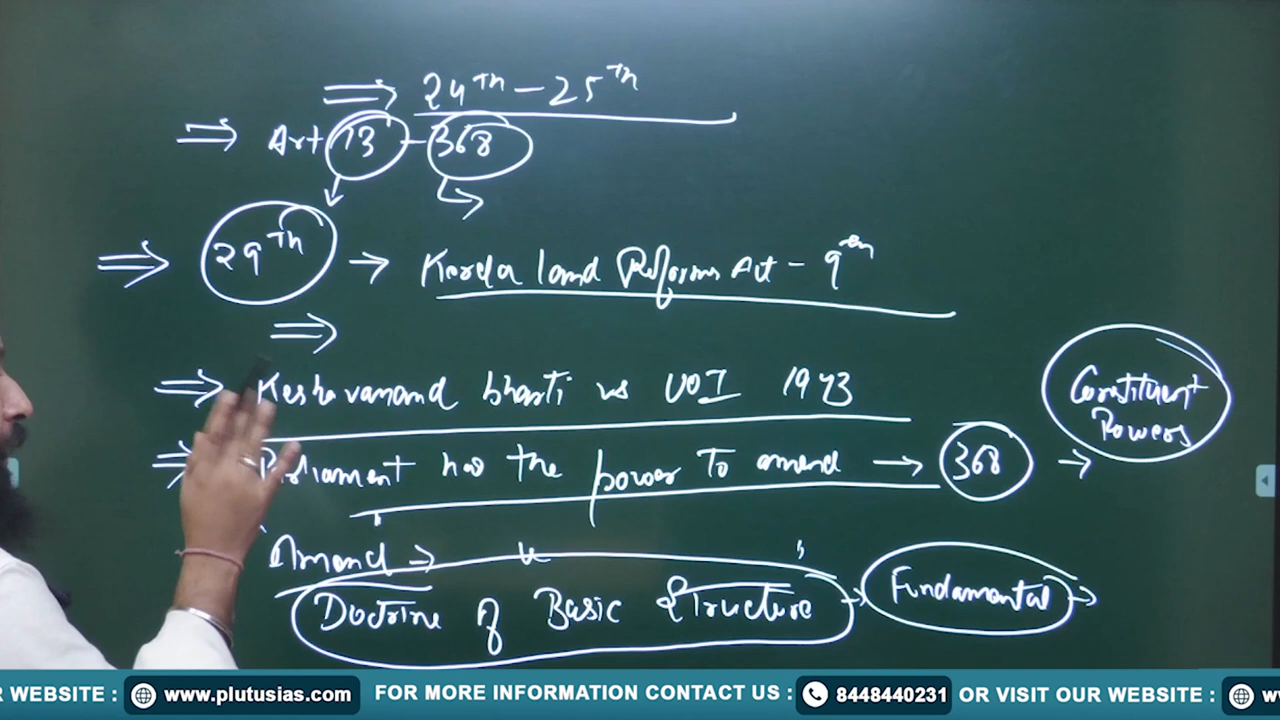 ⇒ 24Th - 25Th
⇒ Art 13 - 368
⇒ 29Th → Kerela land Reforms Act - 9th
⇒
⇒ Keshavanand bharti vs UOI 1973
⇒ Parliament has the power To amend → 368 → Constituent Powers
Amend →
Doctrine of Basic Structure → Fundamental →
R WEBSITE : www.plutusias.com FOR MORE INFORMATION CONTACT US : 8448440231 OR VISIT OUR WEBSITE :